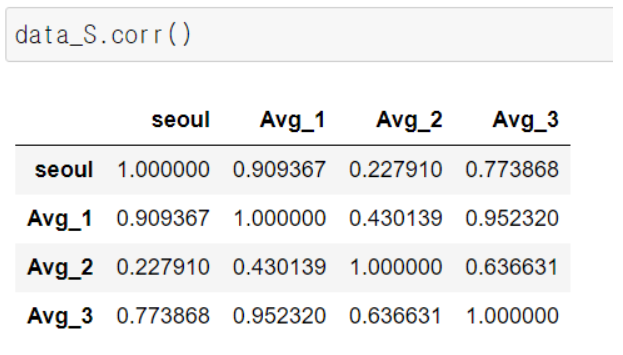 data_S.corr()
seoul Avg_1 Avg_2 Avg_3
seoul 1.000000 0.909367 0.227910 0.773868
Avg_1 0.909367 1.000000 0.430139 0.952320
Avg_2 0.227910 0.430139 1.000000 0.636631
Avg_3 0.773868 0.952320 0.636631 1.000000